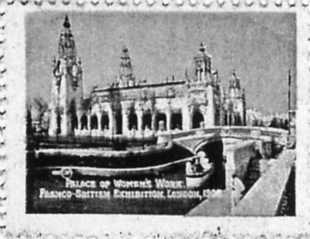 PALACE OF WOMEN'S WORK.
FRANCO-BRITISH EXHIBITION, LONDON, 1908.